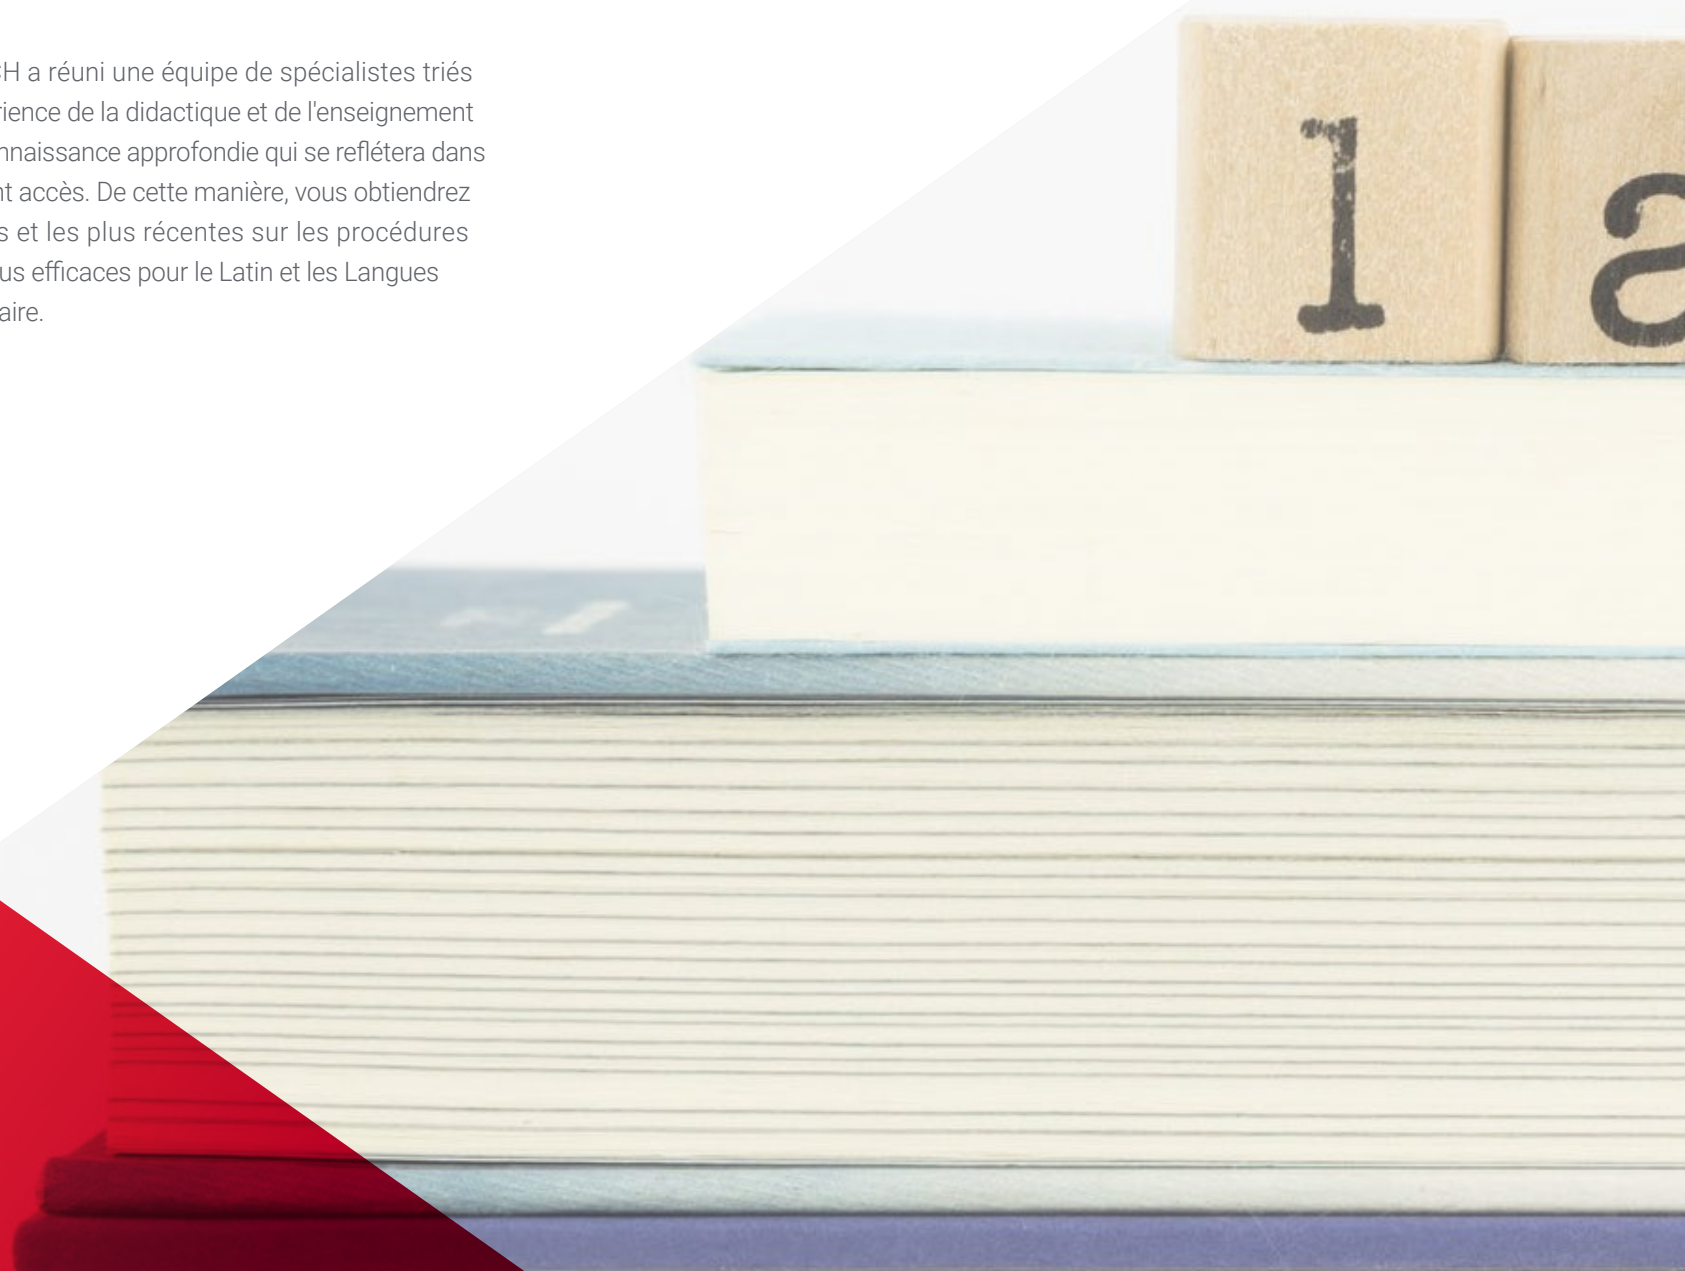 CH a réuni une équipe de spécialistes triés
rience de la didactique et de l'enseignement
nnaissance approfondie qui se reflétera dans
nt accès. De cette manière, vous obtiendrez
s et les plus récentes sur les procédures
us efficaces pour le Latin et les Langues
aire.
l a